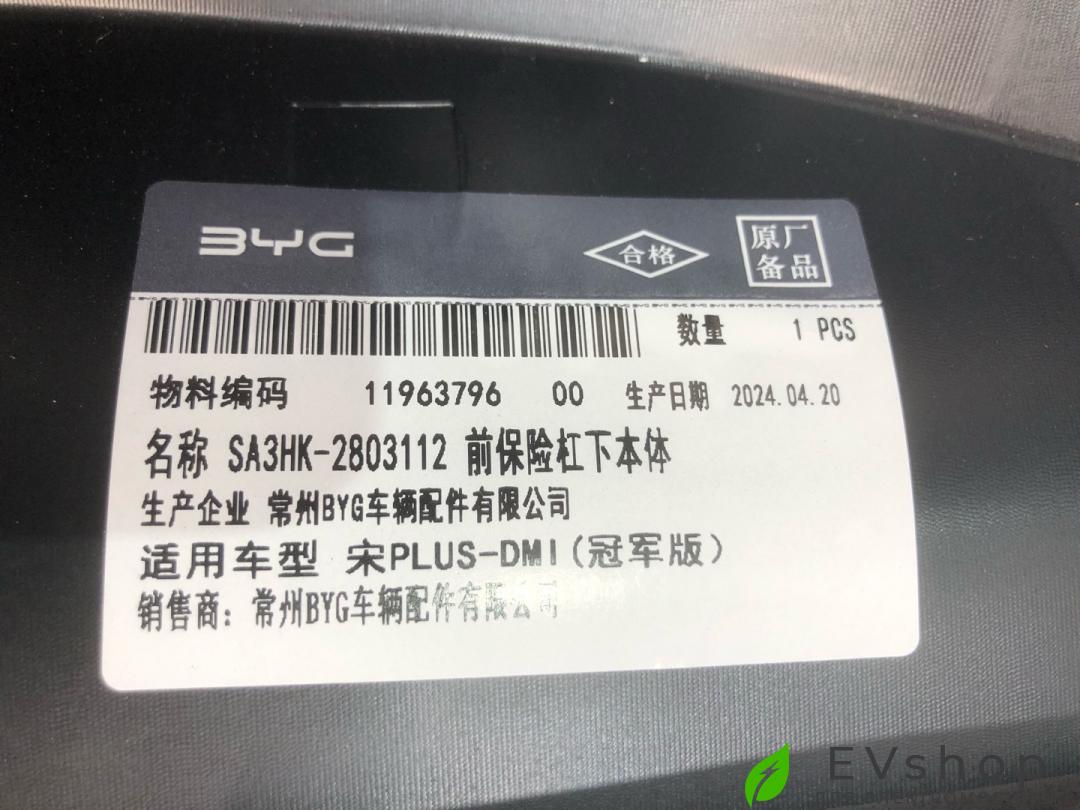 BYG
合格
原厂
备品
数量 1 PCS
物料编码 11963796 00 生产日期 2024.04.20
名称 SA3HK-2803112 前保险杠下本体
生产企业 常州BYG车辆配件有限公司
适用车型 宋PLUS-DMI(冠军版)
销售商: 常州BYG车辆配件有限公司
EVshop